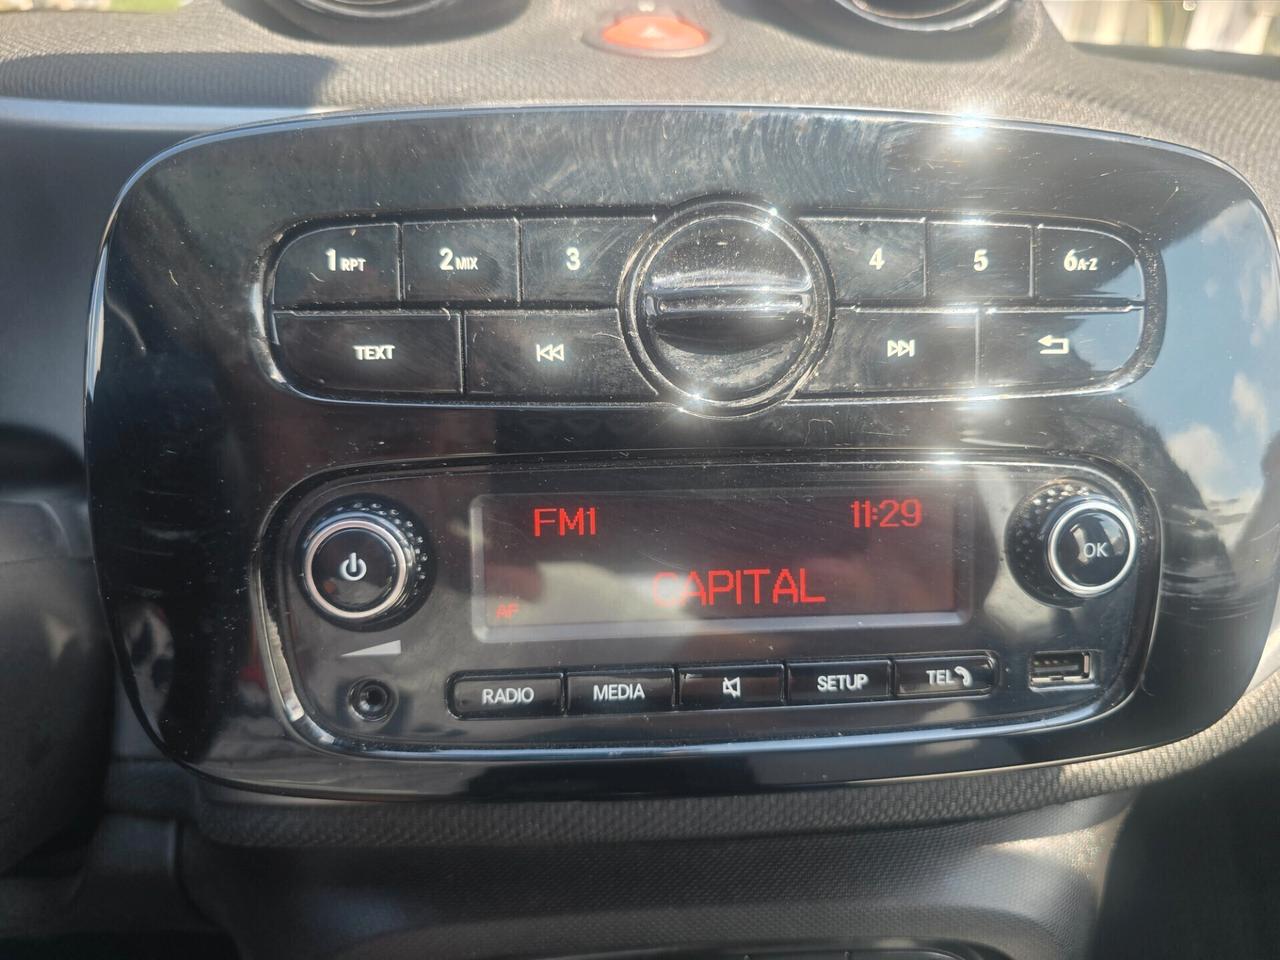 1 RPT 2 MIX 3 4 5 6 A-Z
TEXT
FM1 11:29
CAPITAL
AF
OK
RADIO MEDIA SETUP TEL